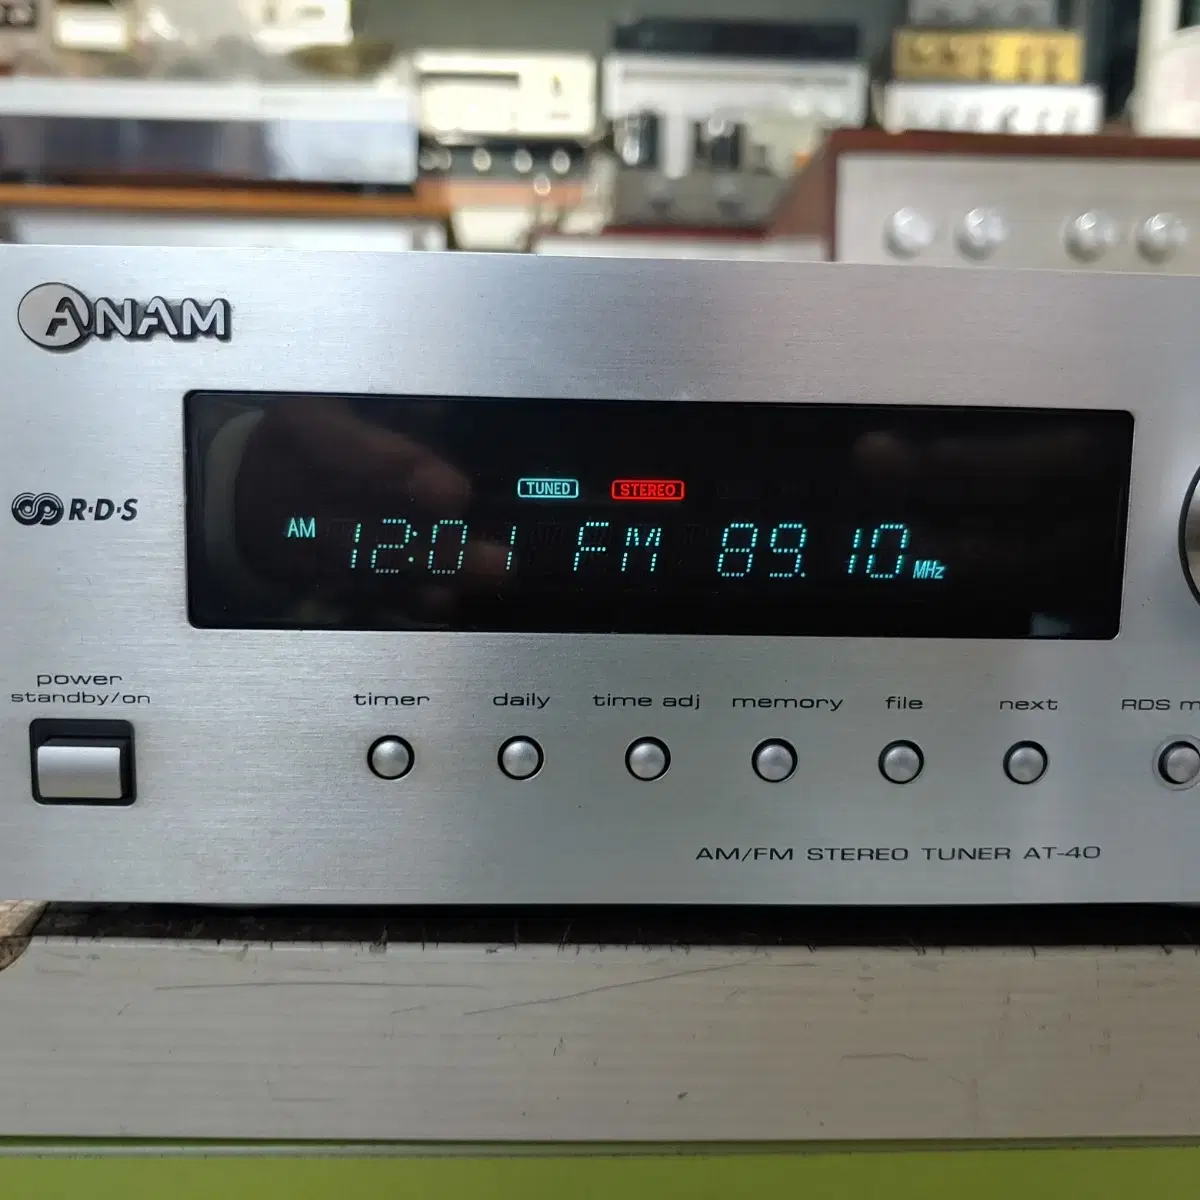 ANAM
TUNED STEREO
R·D·S
AM 12:01 FM 89.10 MHz
power
standby/on
timer daily time adj memory file next RDS
AM/FM STEREO TUNER AT-40